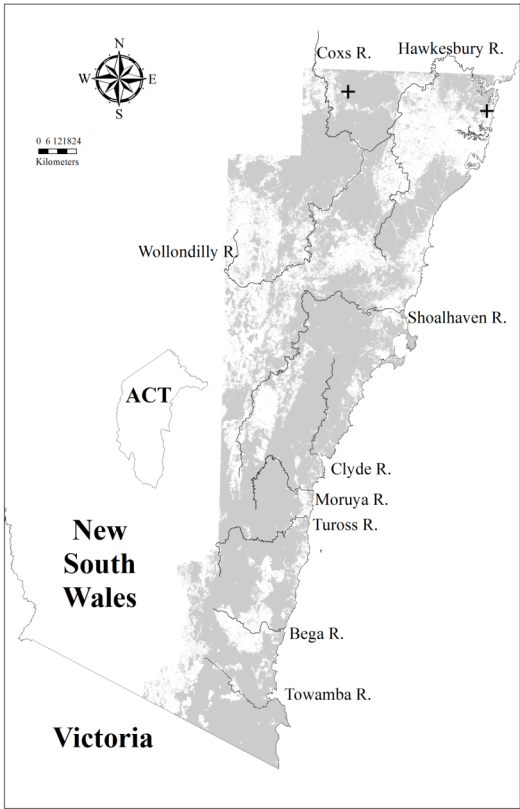 Coxs R.
Hawkesbury R.
N
W
E
S
0 6 121824
Kilometers
Wollondilly R.
Shoalhaven R.
ACT
Clyde R.
Moruya R.
Tuross R.
New
South
Wales
Bega R.
Towamba R.
Victoria